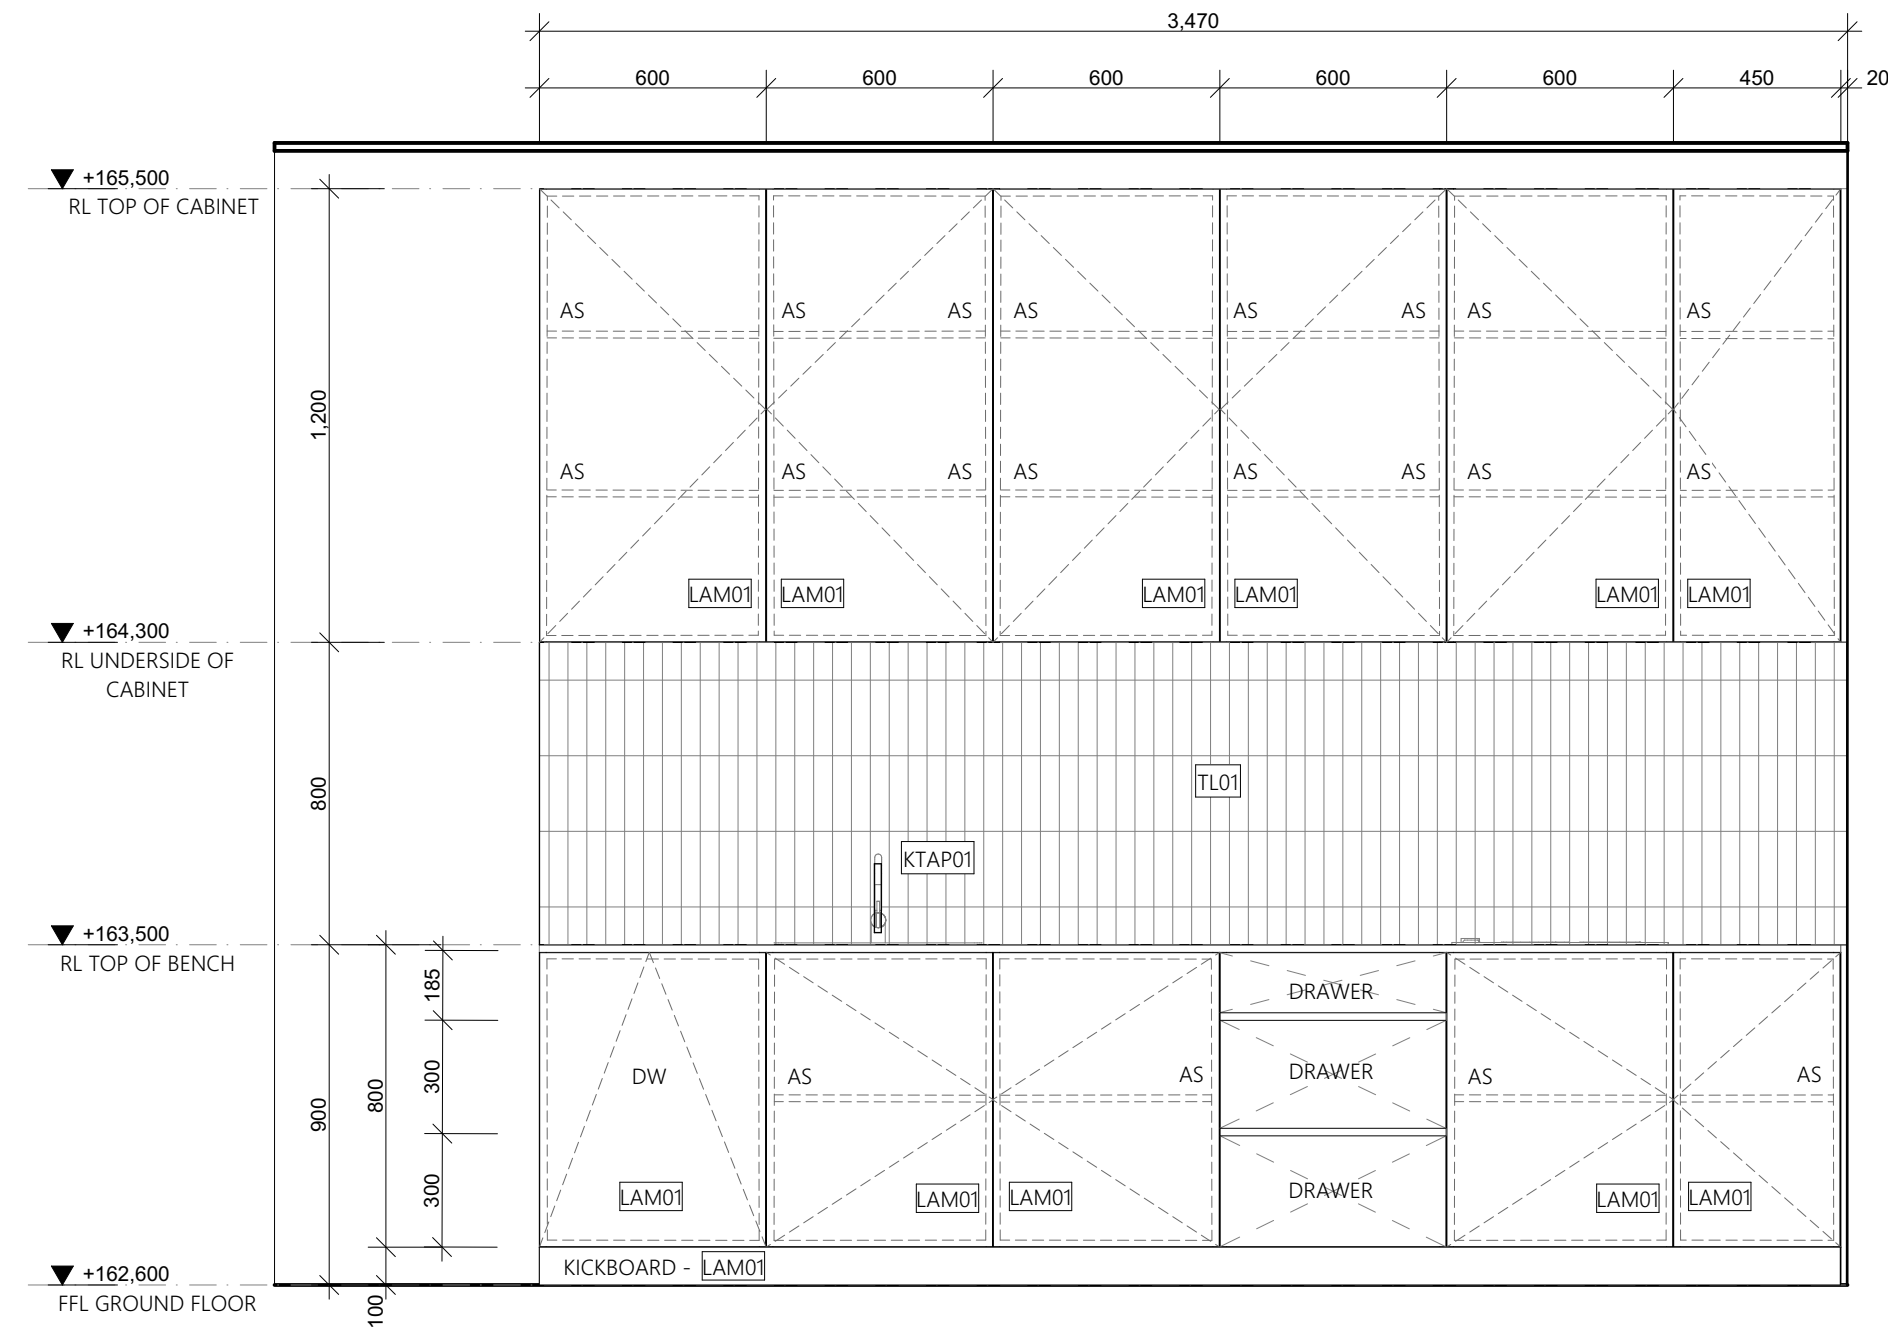 3,470
600 600 600 600 600 450 20
+165,500
RL TOP OF CABINET
AS AS AS AS AS AS AS AS
1,200
AS AS AS AS AS AS AS AS
LAM01 LAM01 LAM01 LAM01 LAM01 LAM01
+164,300
RL UNDERSIDE OF
CABINET
800
TL01
KTAP01
+163,500
RL TOP OF BENCH
185
DRAWER
900
800
300
DW AS AS DRAWER AS AS
300
LAM01 LAM01 LAM01 DRAWER LAM01 LAM01
KICKBOARD - LAM01
+162,600
FFL GROUND FLOOR
100